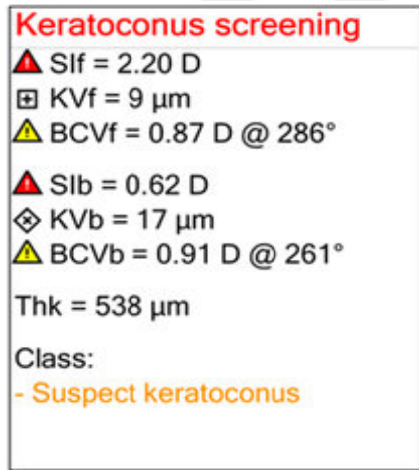 Keratoconus screening
SIf = 2.20 D
KVf = 9 µm
BCVf = 0.87 D @ 286°
SIb = 0.62 D
KVb = 17 µm
BCVb = 0.91 D @ 261°
Thk = 538 µm
Class:
- Suspect keratoconus